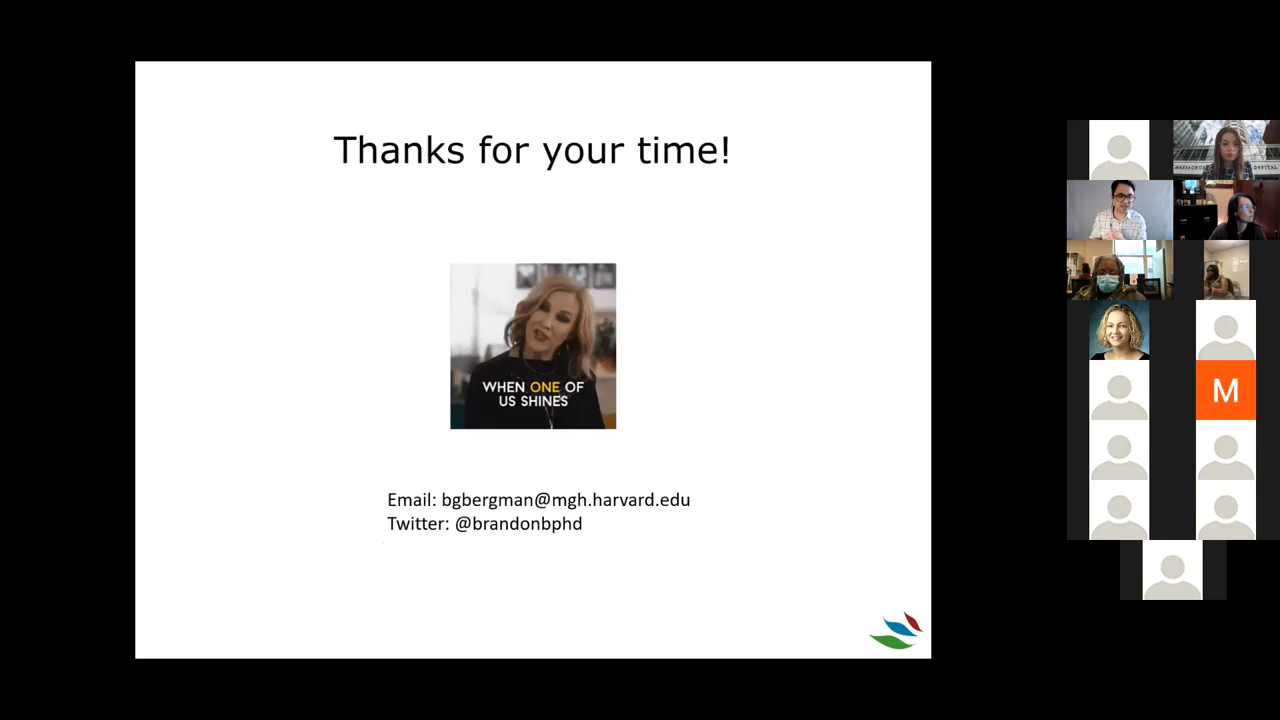 Thanks for your time!
WHEN ONE OF
US SHINES
Email: bgbergman@mgh.harvard.edu
Twitter: @brandonbphd
M